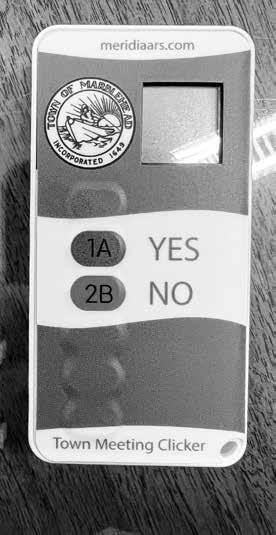 meridiaars.com
TOWN OF MARBLEHEAD
INCORPORATED 1649
1A YES
2B NO
Town Meeting Clicker